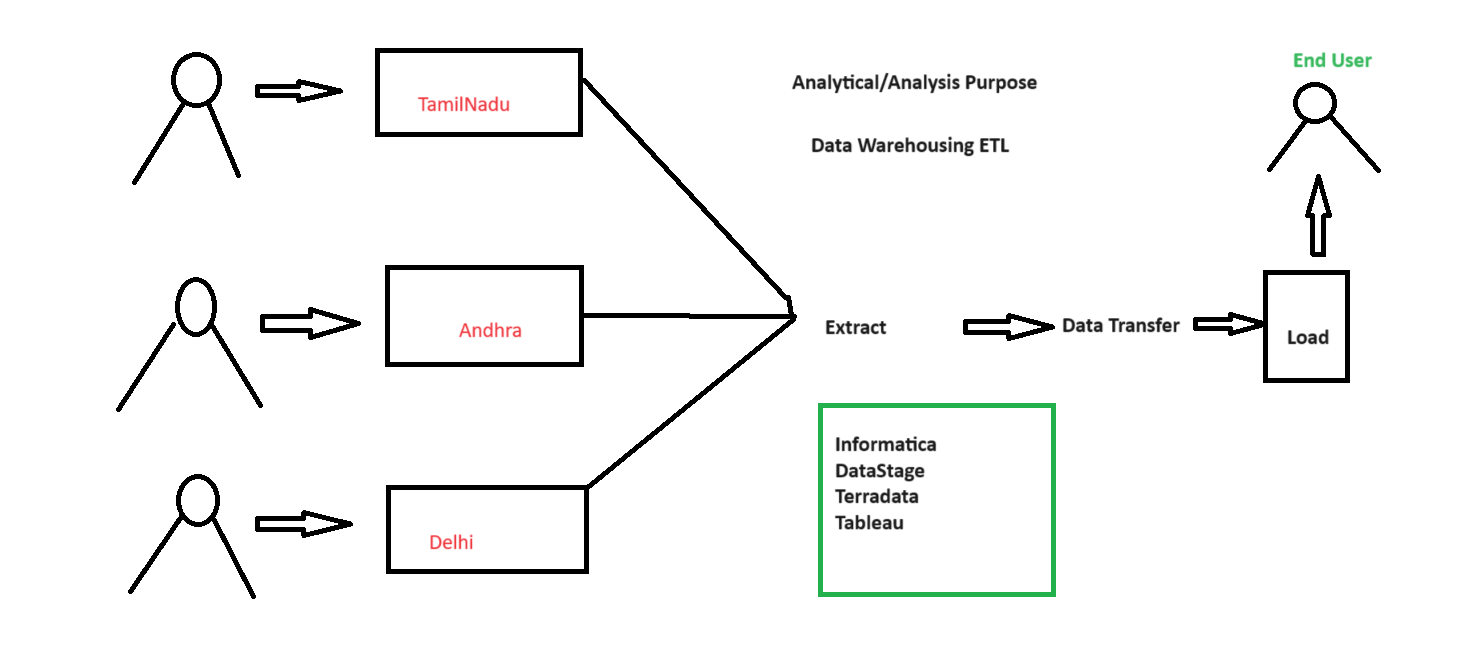 TamilNadu
Analytical/Analysis Purpose
Data Warehousing ETL
End User
Andhra
Extract
Data Transfer
Load
Informatica
DataStage
Terradata
Tableau
Delhi